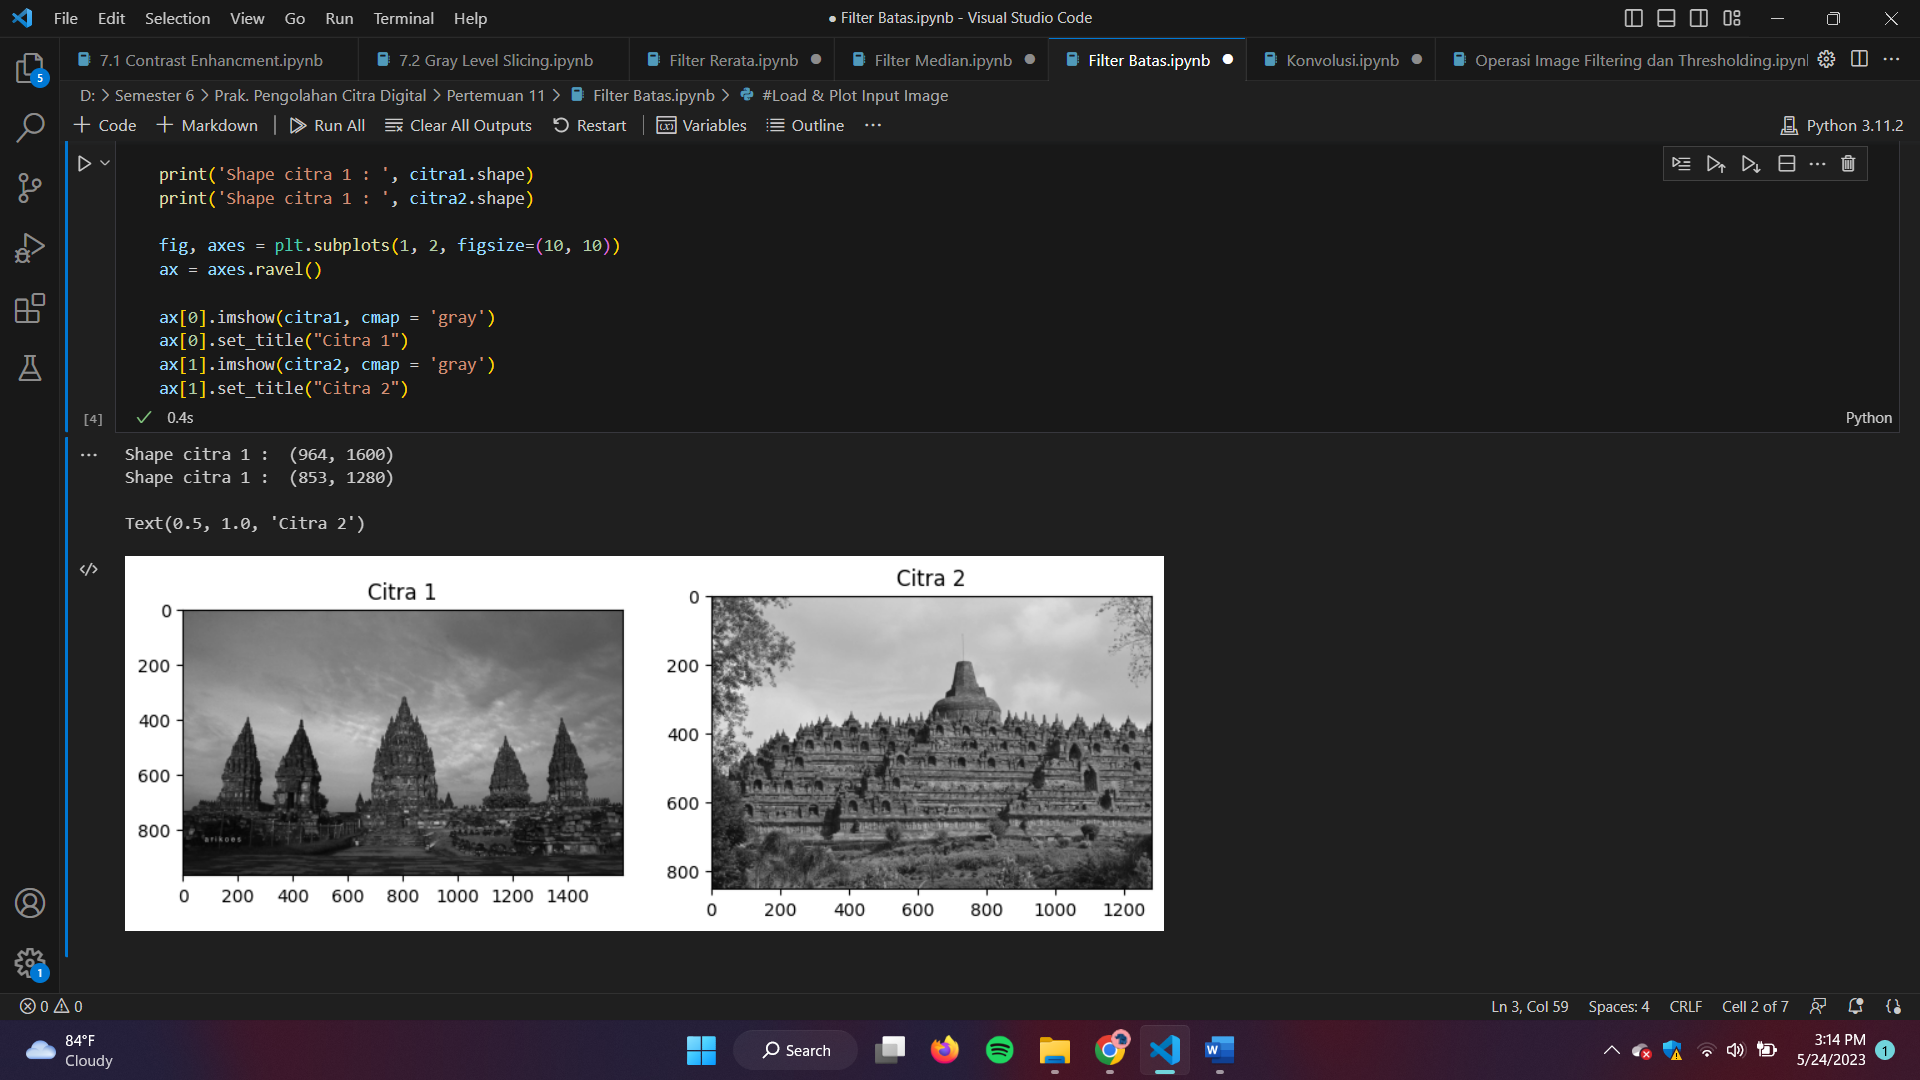 File Edit Selection View Go Run Terminal Help
● Filter Batas.ipynb - Visual Studio Code
7.1 Contrast Enhancment.ipynb
7.2 Gray Level Slicing.ipynb
Filter Rerata.ipynb
Filter Median.ipynb
Filter Batas.ipynb
Konvolusi.ipynb
Operasi Image Filtering dan Thresholding.ipynl
D: > Semester 6 > Prak. Pengolahan Citra Digital > Pertemuan 11 > Filter Batas.ipynb > #Load & Plot Input Image
+ Code + Markdown | Run All Clear All Outputs Restart | Variables Outline ...
Python 3.11.2
print('Shape citra 1 : ', citra1.shape)
print('Shape citra 1 : ', citra2.shape)
fig, axes = plt.subplots(1, 2, figsize=(10, 10))
ax = axes.ravel()
ax[0].imshow(citra1, cmap = 'gray')
ax[0].set_title("Citra 1")
ax[1].imshow(citra2, cmap = 'gray')
ax[1].set_title("Citra 2")
[4] 0.4s
Python
Shape citra 1 :  (964, 1600)
Shape citra 1 :  (853, 1280)
Text(0.5, 1.0, 'Citra 2')
Citra 1
0
200
400
600
800
0 200 400 600 800 1000 1200 1400
arikoes
Citra 2
0
200
400
600
800
0 200 400 600 800 1000 1200
5
1
0 0
Ln 3, Col 59 Spaces: 4 CRLF Cell 2 of 7
84°F
Cloudy
Search
3:14 PM
5/24/2023
1